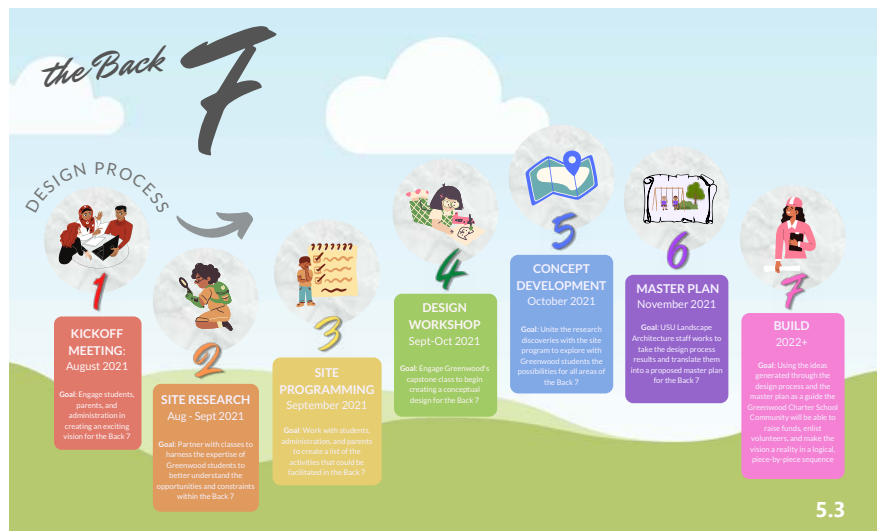 the Back 7
DESIGN PROCESS
1
KICKOFF
MEETING:
August 2021
Goal: Engage students,
parents, and
administration in
creating an exciting
vision for the Back 7
2
SITE RESEARCH
Aug - Sept 2021
Goal: Partner with classes to
harness the expertise of
Greenwood students to
better understand the
opportunities and constraints
within the Back 7
3
SITE
PROGRAMMING
September 2021
Goal: Work with students,
administration, and parents
to create a list of the
activities that could be
facilitated in the Back 7
4
DESIGN
WORKSHOP
Sept-Oct 2021
Goal: Engage Greenwood's
capstone class to begin
creating a conceptual
design for the Back 7
5
CONCEPT
DEVELOPMENT
October 2021
Goal: Unite the research
discoveries with the site
program to explore with
Greenwood students the
possibilities for all areas of
the Back 7
6
MASTER PLAN
November 2021
Goal: USU Landscape
Architecture staff works to
take the design process
results and translate them
into a proposed master plan
for the Back 7
7
BUILD
2022+
Goal: Using the ideas
generated through the
design process and the
master plan as a guide the
Greenwood Charter School
Community will be able to
raise funds, enlist
volunteers, and make the
vision a reality in a logical,
piece-by-piece sequence
5.3